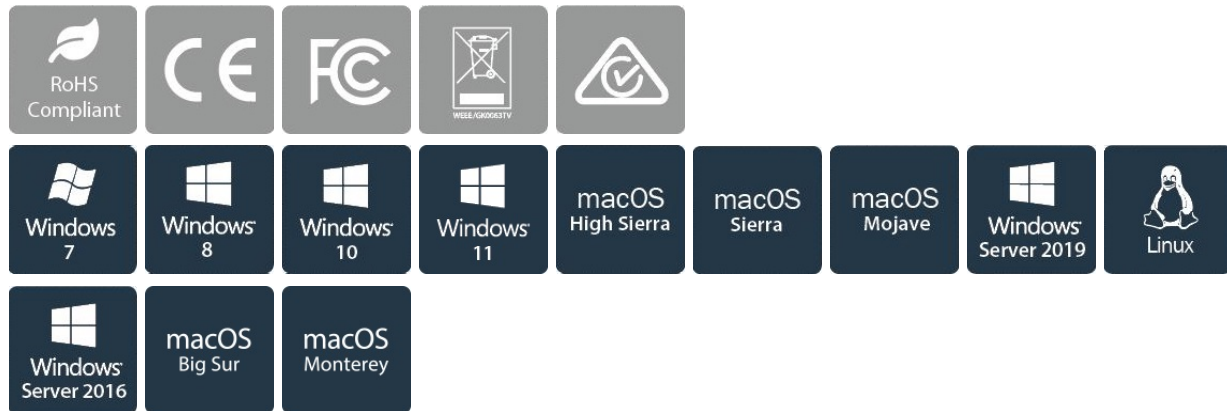 RoHS
Compliant
CE
FC
WEEE/GK0063TV
Windows
7
Windows
8
Windows
10
Windows
11
macOS
High Sierra
macOS
Sierra
macOS
Mojave
Windows
Server 2019
Linux
Windows
Server 2016
macOS
Big Sur
macOS
Monterey